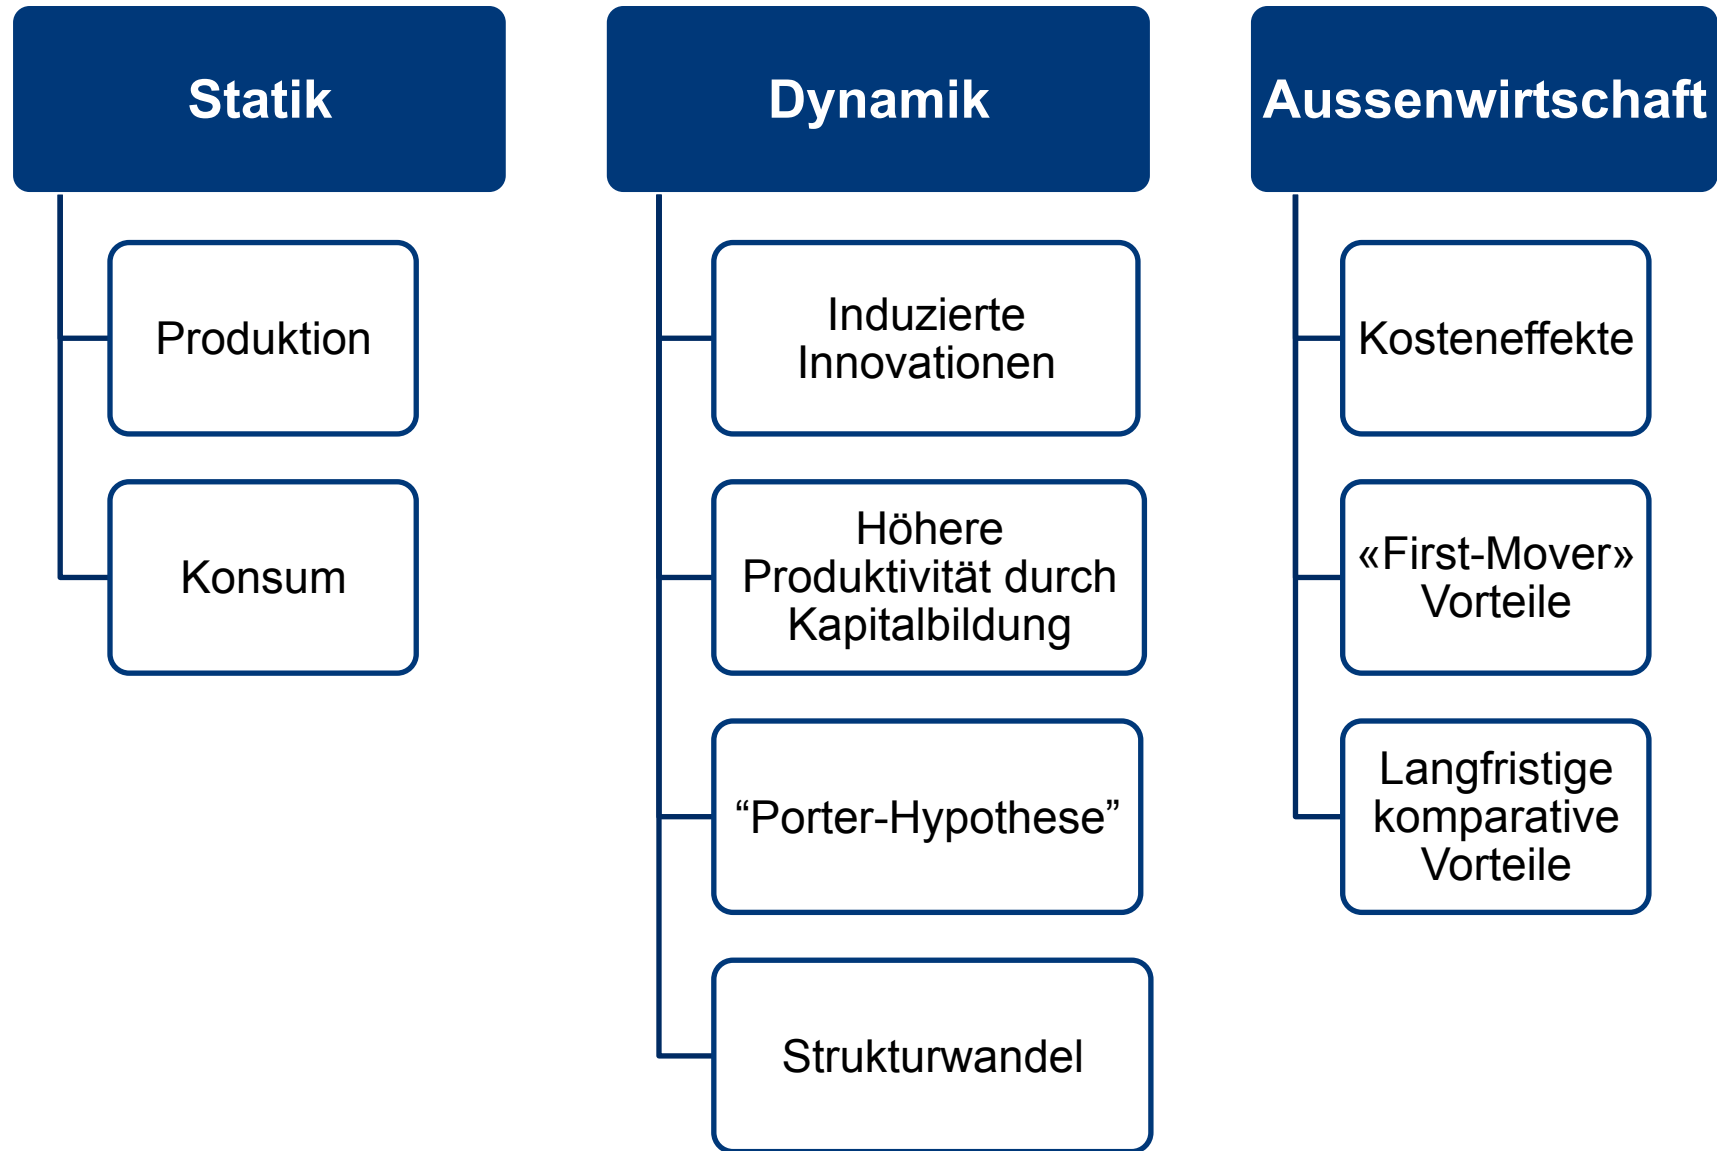 Statik
Produktion
Konsum
Dynamik
Induzierte
Innovationen
Höhere
Produktivität durch
Kapitalbildung
“Porter-Hypothese”
Strukturwandel
Aussenwirtschaft
Kosteneffekte
«First-Mover»
Vorteile
Langfristige
komparative
Vorteile